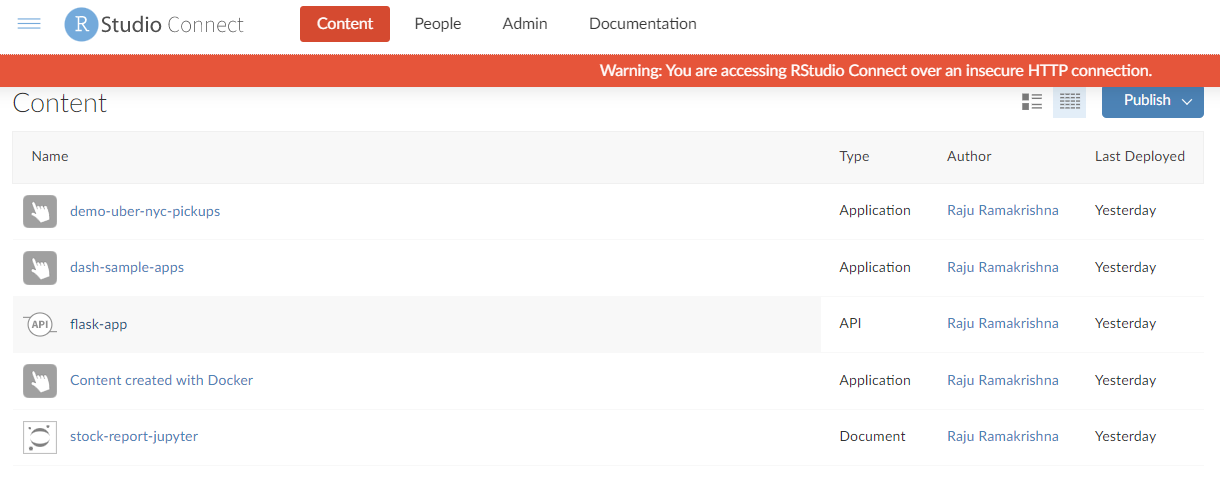 R Studio Connect Content People Admin Documentation
Warning: You are accessing RStudio Connect over an insecure HTTP connection.
Content Publish
Name Type Author Last Deployed
demo-uber-nyc-pickups Application Raju Ramakrishna Yesterday
dash-sample-apps Application Raju Ramakrishna Yesterday
API flask-app API Raju Ramakrishna Yesterday
Content created with Docker Application Raju Ramakrishna Yesterday
stock-report-jupyter Document Raju Ramakrishna Yesterday